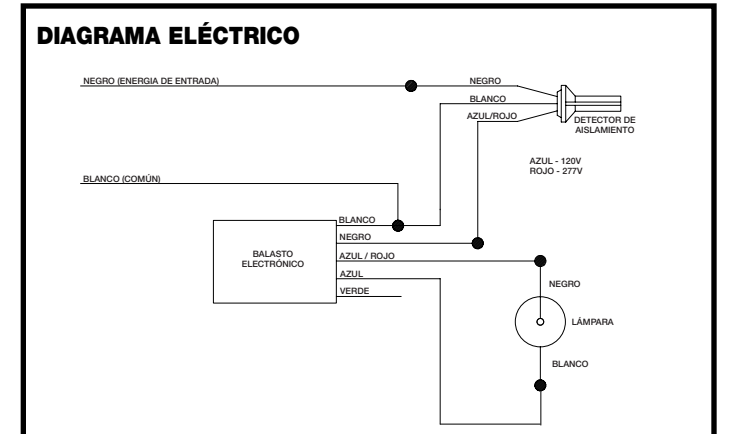 DIAGRAMA ELÉCTRICO
NEGRO (ENERGIA DE ENTRADA)
NEGRO
BLANCO
AZUL/ROJO
DETECTOR DE
AISLAMIENTO
AZUL - 120V
ROJO - 277V
BLANCO (COMÚN)
BLANCO
NEGRO
AZUL / ROJO
AZUL
VERDE
BALASTO
ELECTRÓNICO
NEGRO
LÁMPARA
BLANCO